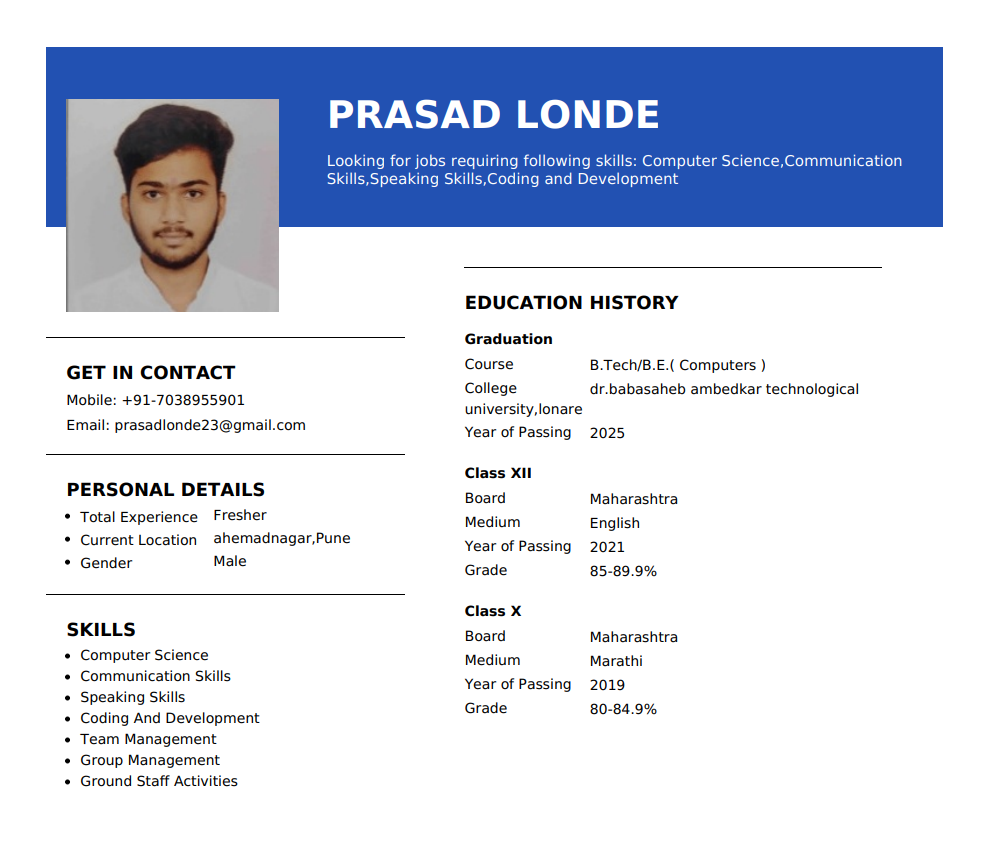 PRASAD LONDE
Looking for jobs requiring following skills: Computer Science,Communication
Skills,Speaking Skills,Coding and Development
GET IN CONTACT
Mobile: +91-7038955901
Email: prasadlonde23@gmail.com
PERSONAL DETAILS
• Total Experience Fresher
• Current Location ahemadnagar,Pune
• Gender Male
SKILLS
• Computer Science
• Communication Skills
• Speaking Skills
• Coding And Development
• Team Management
• Group Management
• Ground Staff Activities
EDUCATION HISTORY
Graduation
Course B.Tech/B.E.( Computers )
College dr.babasaheb ambedkar technological
university,lonare
Year of Passing 2025
Class XII
Board Maharashtra
Medium English
Year of Passing 2021
Grade 85-89.9%
Class X
Board Maharashtra
Medium Marathi
Year of Passing 2019
Grade 80-84.9%